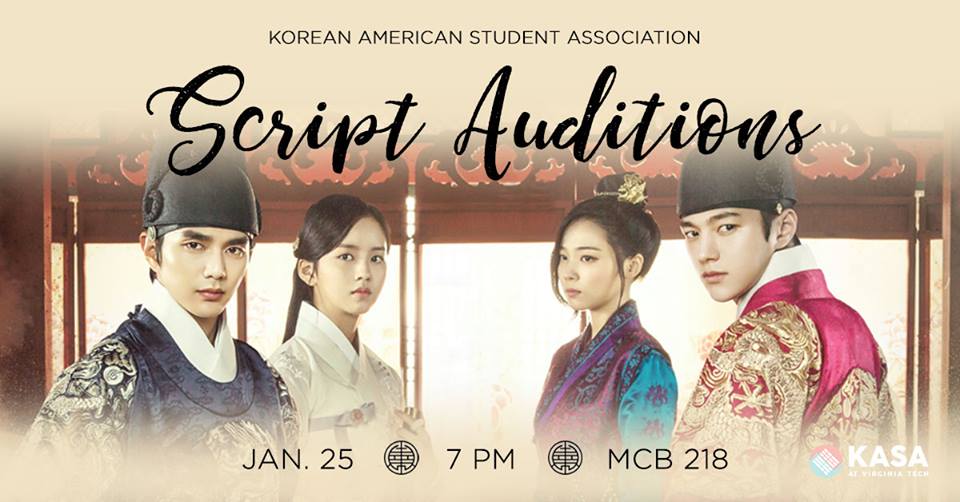 KOREAN AMERICAN STUDENT ASSOCIATION
Script Auditions
JAN. 25 7 PM MCB 218
KASA
AT VIRGINIA TECH